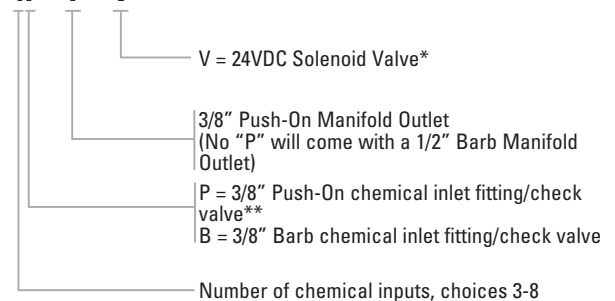 V = 24VDC Solenoid Valve*
3/8” Push-On Manifold Outlet
(No “P” will come with a 1/2” Barb Manifold
Outlet)
P = 3/8” Push-On chemical inlet fitting/check
valve**
B = 3/8” Barb chemical inlet fitting/check valve
Number of chemical inputs, choices 3-8